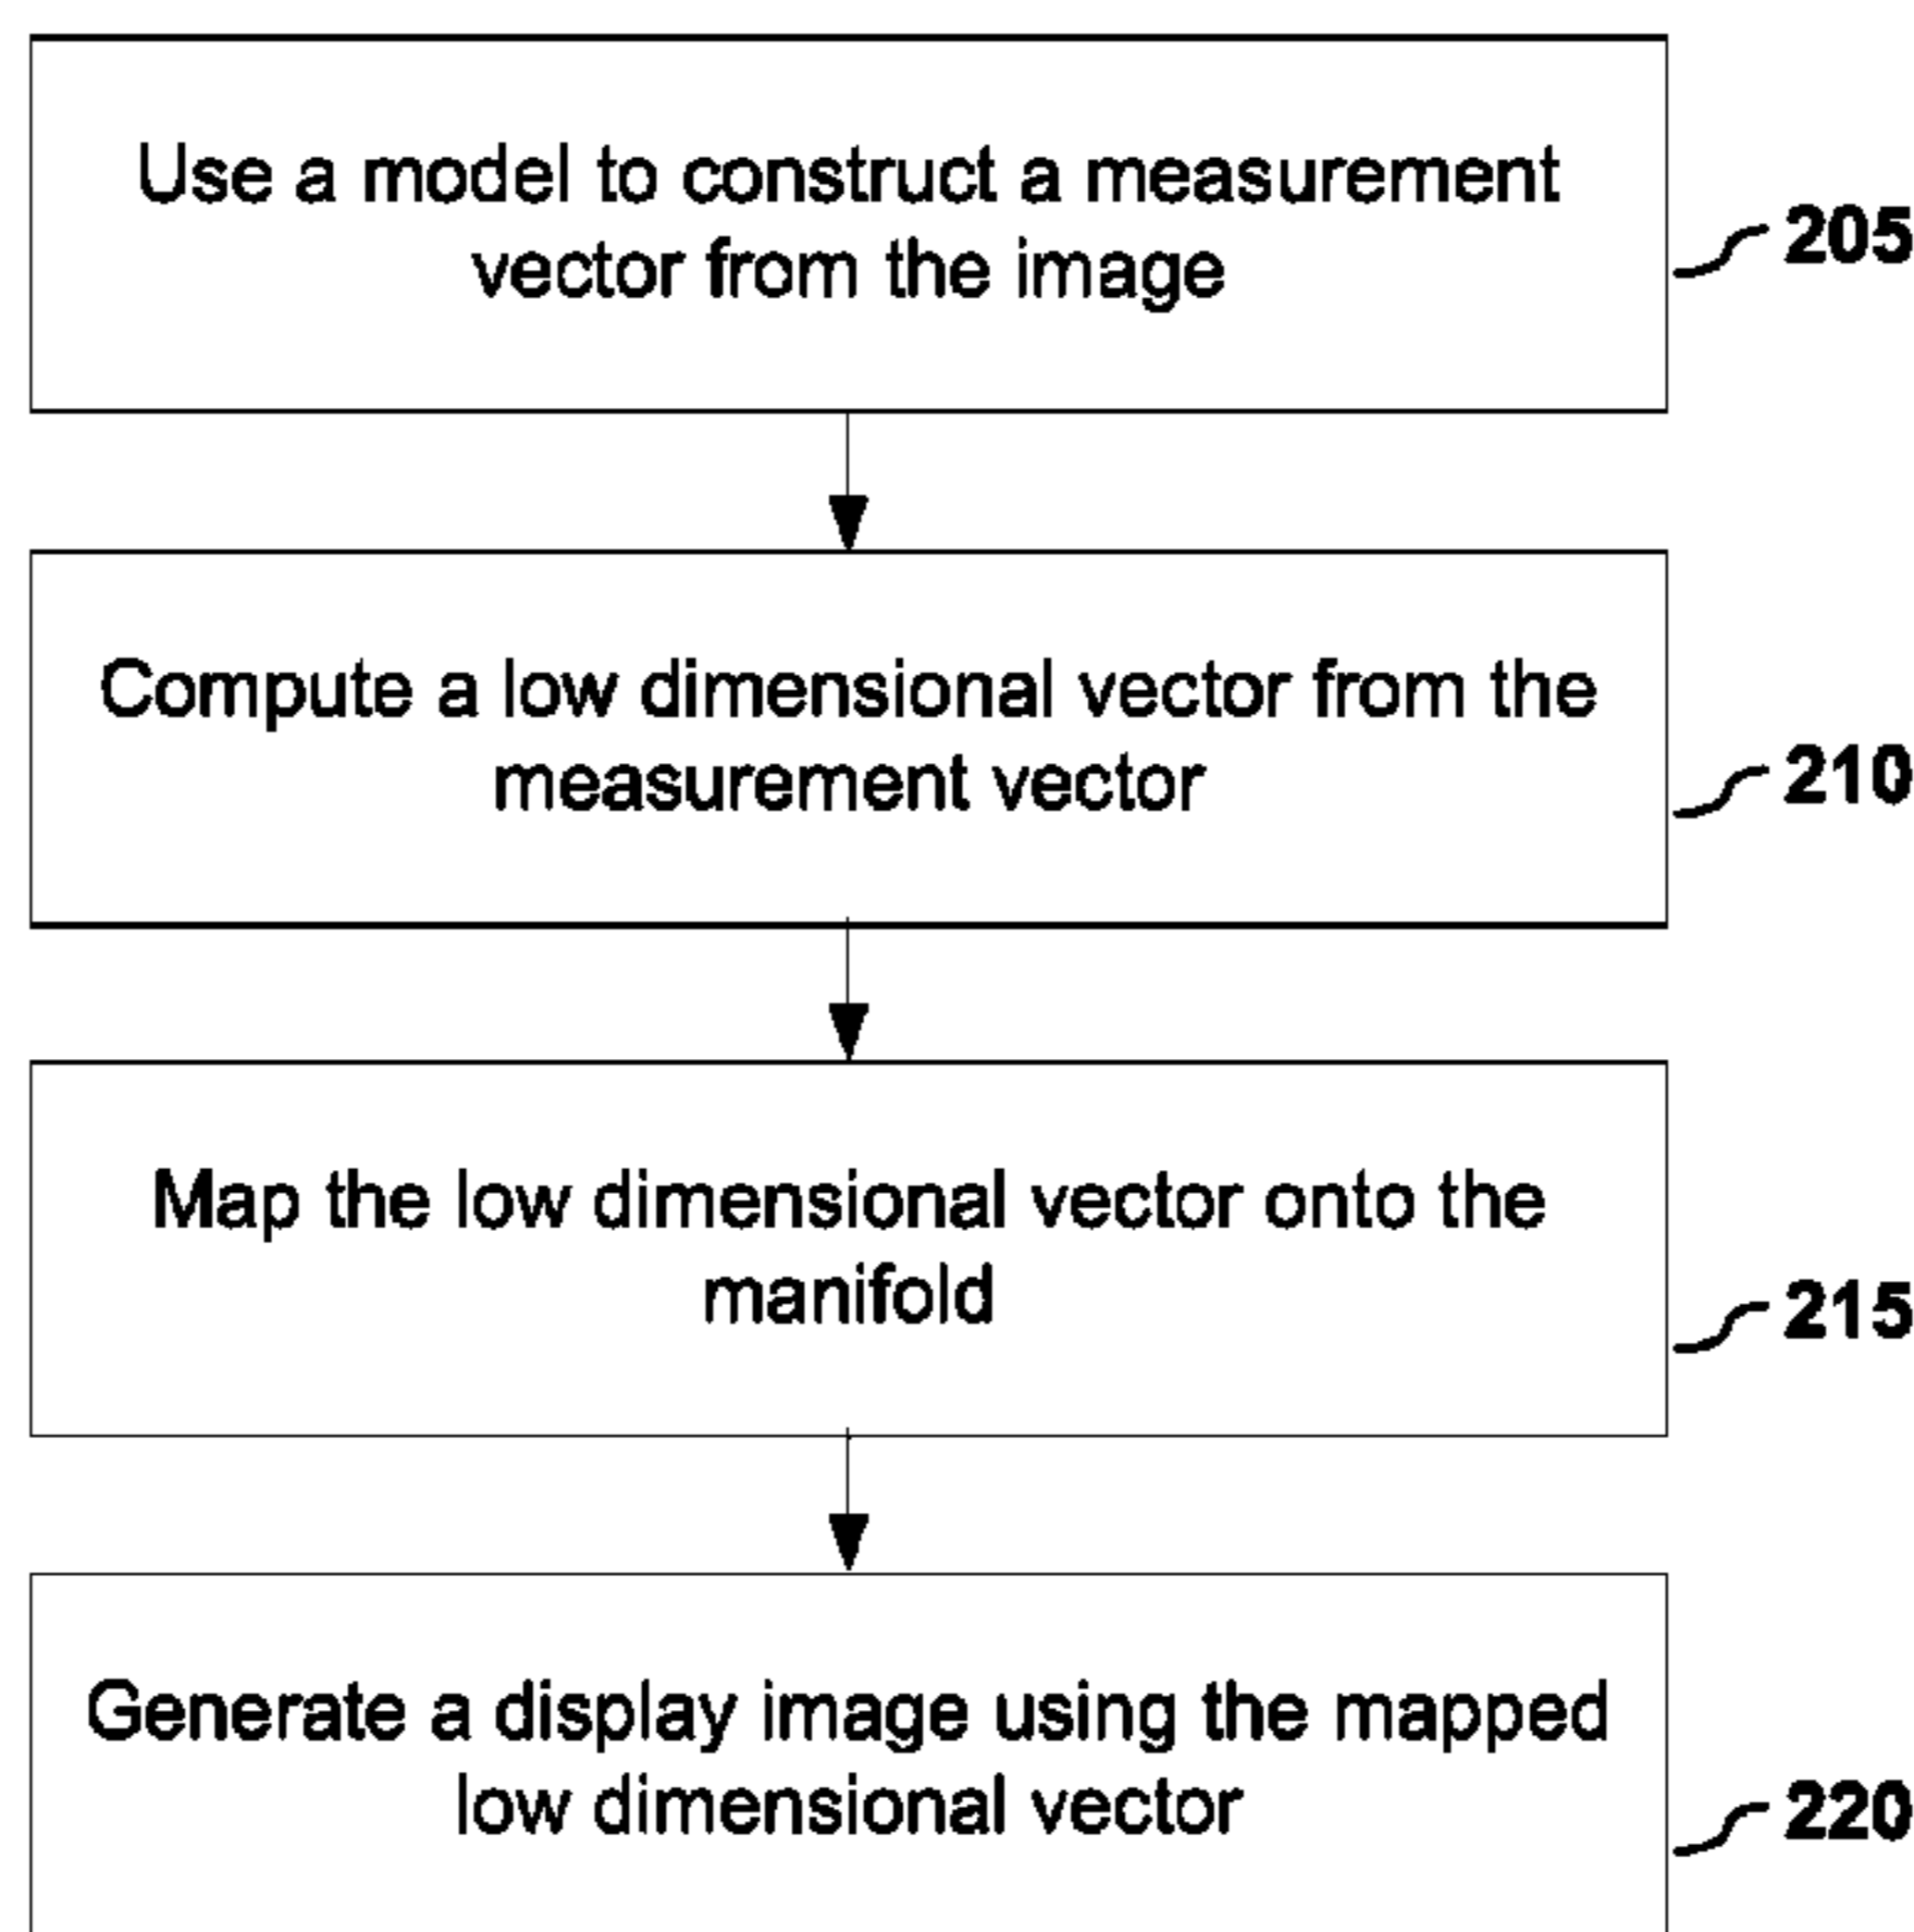 Use a model to construct a measurement
vector from the image
205
Compute a low dimensional vector from the
measurement vector
210
Map the low dimensional vector onto the
manifold
215
Generate a display image using the mapped
low dimensional vector
220